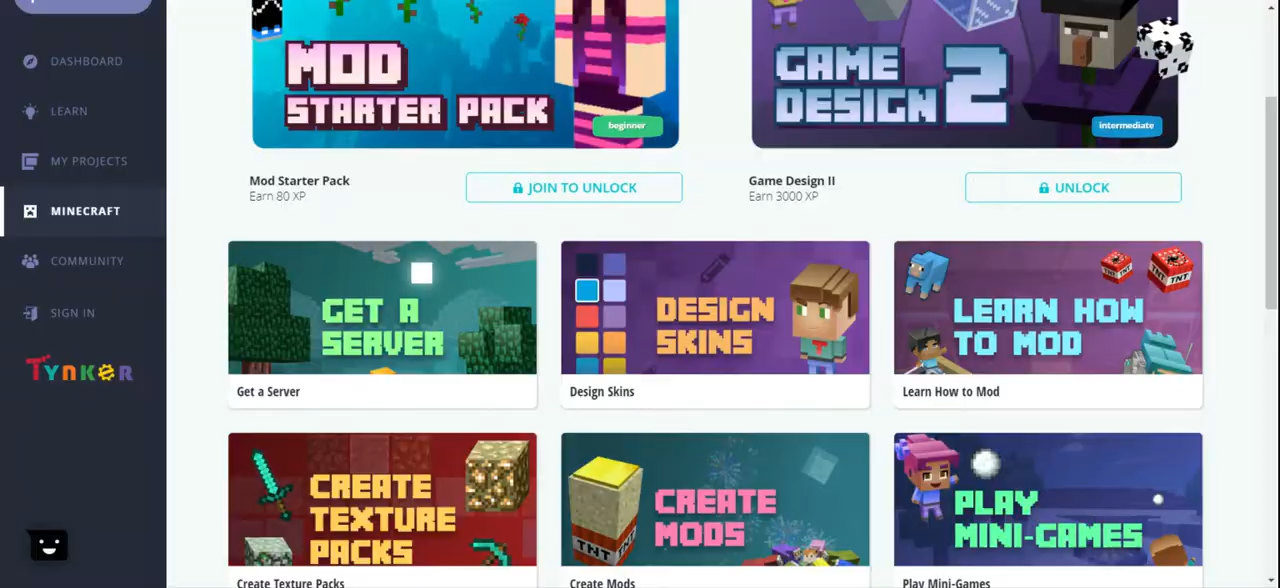 DASHBOARD
LEARN
MY PROJECTS
MINECRAFT
COMMUNITY
SIGN IN
TYNKER
MOD
STARTER PACK
beginner
GAME
DESIGN 2
intermediate
Mod Starter Pack
Earn 80 XP
JOIN TO UNLOCK
Game Design II
Earn 3000 XP
UNLOCK
GET A
SERVER
Get a Server
DESIGN
SKINS
Design Skins
TNT
TNT
LEARN HOW
TO MOD
Learn How to Mod
CREATE
TEXTURE
PACKS
Create Texture Packs
CREATE
MODS
TNT
Create Mods
PLAY
MINI-GAMES
Play Mini-Games